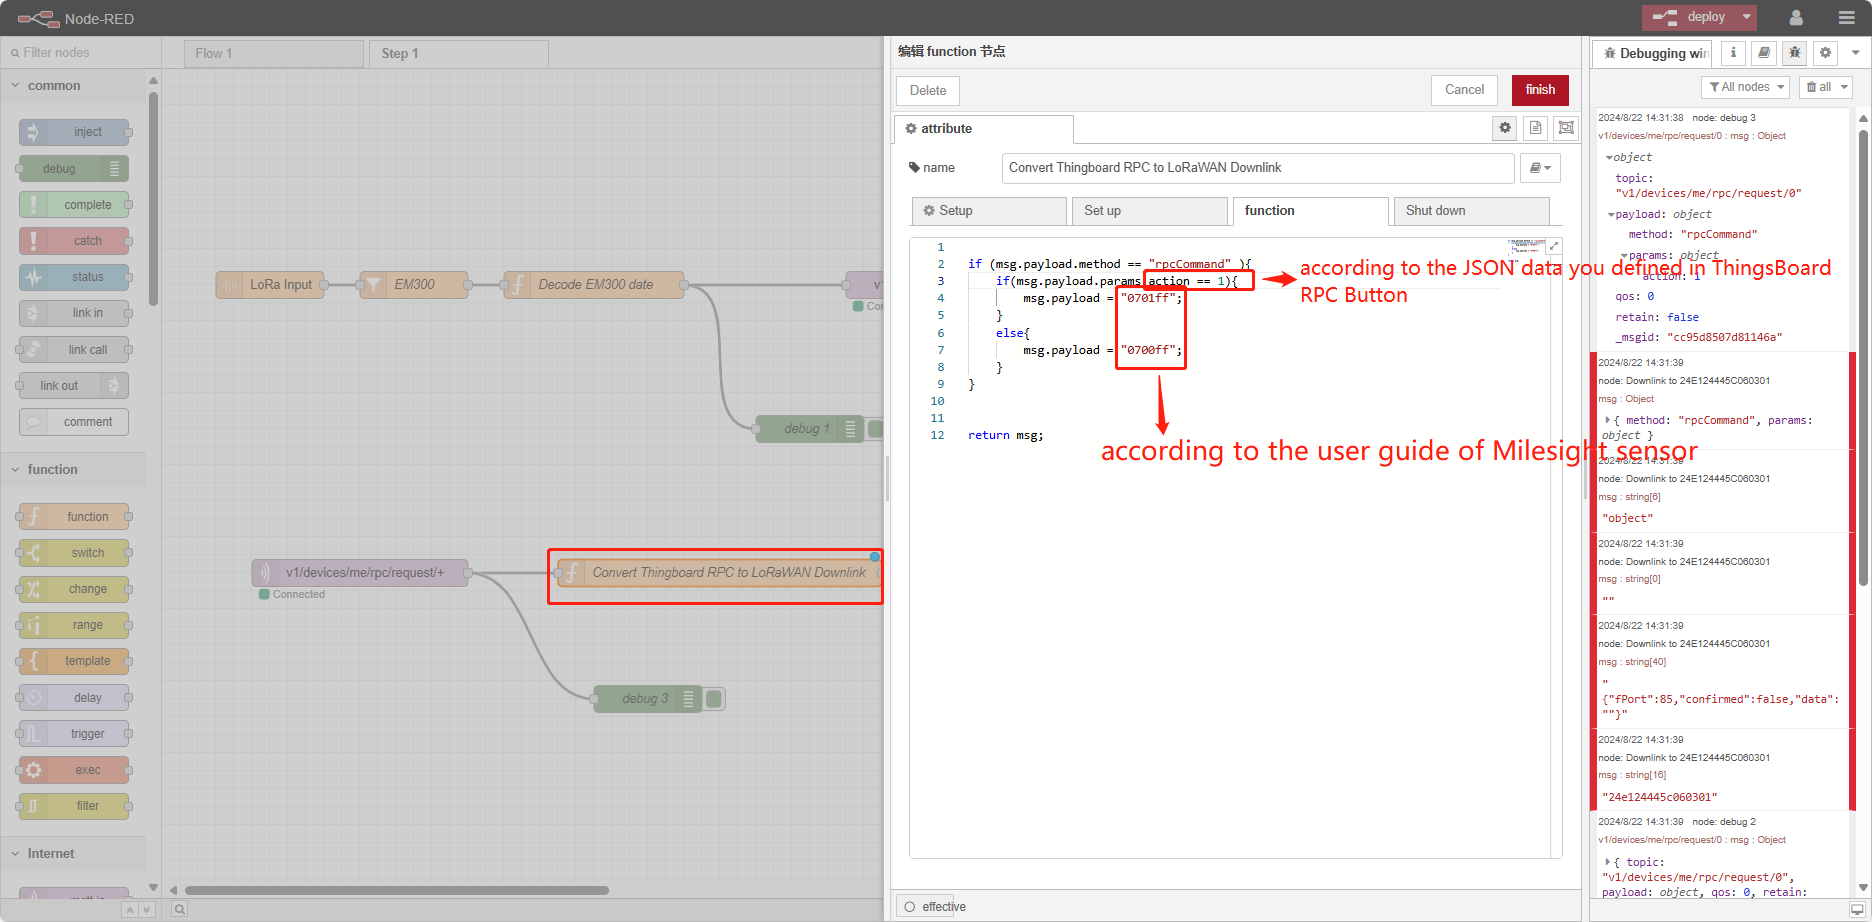 Node-RED
deploy
Filter nodes
common
inject
debug
complete
catch
status
link in
link call
link out
comment
function
function
switch
change
range
template
delay
trigger
exec
filter
Internet
Flow 1
Step 1
LoRa Input
EM300
Decode EM300 date
v1
Con
debug 1
v1/devices/me/rpc/request/+
Connected
Convert Thingboard RPC to LoRaWAN Downlink
debug 3
编辑 function 节点
Delete
Cancel
finish
attribute
name
Convert Thingboard RPC to LoRaWAN Downlink
Setup
Set up
function
Shut down
1
2 if (msg.payload.method == "rpcCommand" ){
3 if(msg.payload.params.action == 1){
4 msg.payload = "0701ff";
5 }
6 else{
7 msg.payload = "0700ff";
8 }
9 }
10
11
12 return msg;
according to the JSON data you defined in ThingsBoard
RPC Button
according to the user guide of Milesight sensor
effective
Debugging win
All nodes
all
2024/8/22 14:31:38 node: debug 3
v1/devices/me/rpc/request/0 : msg : Object
object
topic:
"v1/devices/me/rpc/request/0"
payload: object
method: "rpcCommand"
params: object
action: 1
qos: 0
retain: false
_msgid: "cc95d8507d81146a"
2024/8/22 14:31:39
node: Downlink to 24E124445C060301
msg : Object
{ method: "rpcCommand", params:
object }
2024/8/22 14:31:39
node: Downlink to 24E124445C060301
msg : string[6]
"object"
2024/8/22 14:31:39
node: Downlink to 24E124445C060301
msg : string[0]
""
2024/8/22 14:31:39
node: Downlink to 24E124445C060301
msg : string[40]
"
{"fPort":85,"confirmed":false,"data":
""}"
2024/8/22 14:31:39
node: Downlink to 24E124445C060301
msg : string[16]
"24e124445c060301"
2024/8/22 14:31:39 node: debug 2
v1/devices/me/rpc/request/0 : msg : Object
{ topic:
"v1/devices/me/rpc/request/0",
payload: object, qos: 0, retain: